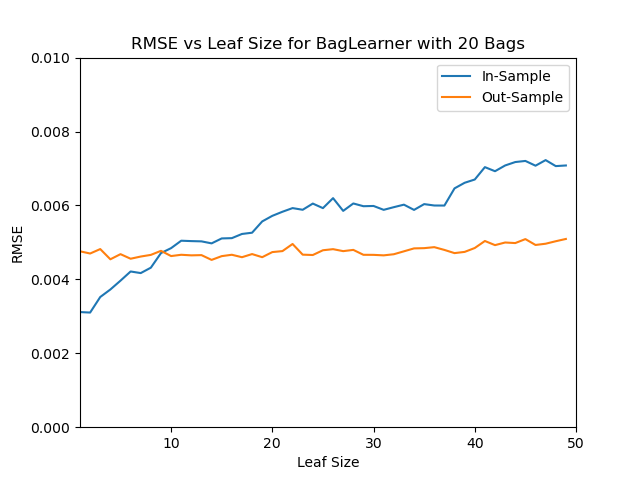 RMSE vs Leaf Size for BagLearner with 20 Bags
0.010
0.008
0.006
0.004
0.002
0.000
RMSE
In-Sample
Out-Sample
10
20
30
40
50
Leaf Size